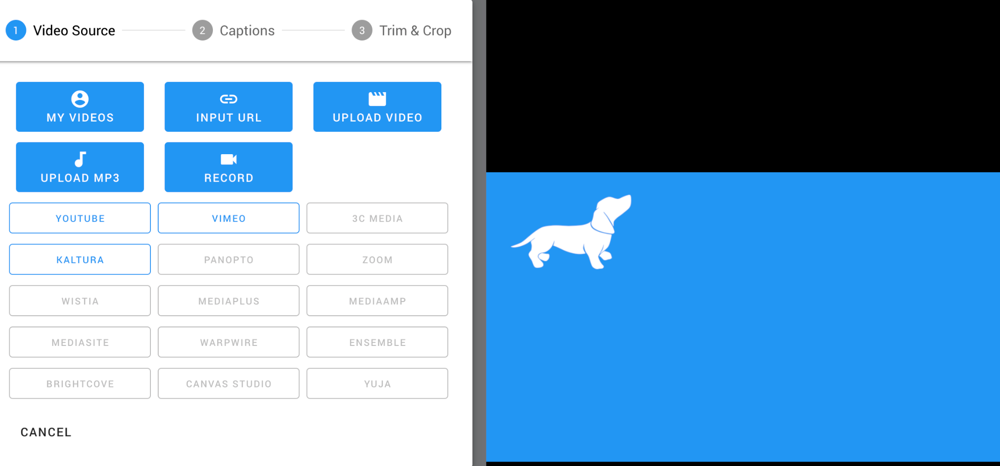 1 Video Source 2 Captions 3 Trim & Crop
MY VIDEOS INPUT URL UPLOAD VIDEO
UPLOAD MP3 RECORD
YOUTUBE VIMEO 3C MEDIA
KALTURA PANOPTO ZOOM
WISTIA MEDIAPLUS MEDIAAMP
MEDIASITE WARPWIRE ENSEMBLE
BRIGHTCOVE CANVAS STUDIO YUJA
CANCEL